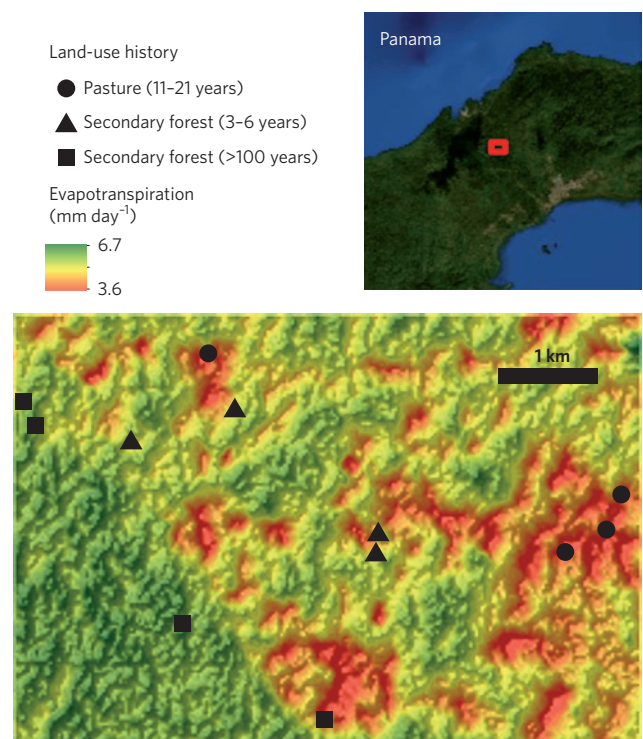 Land-use history
Pasture (11–21 years)
Secondary forest (3–6 years)
Secondary forest (>100 years)
Evapotranspiration
(mm day⁻¹)
6.7
3.6
Panama
1 km